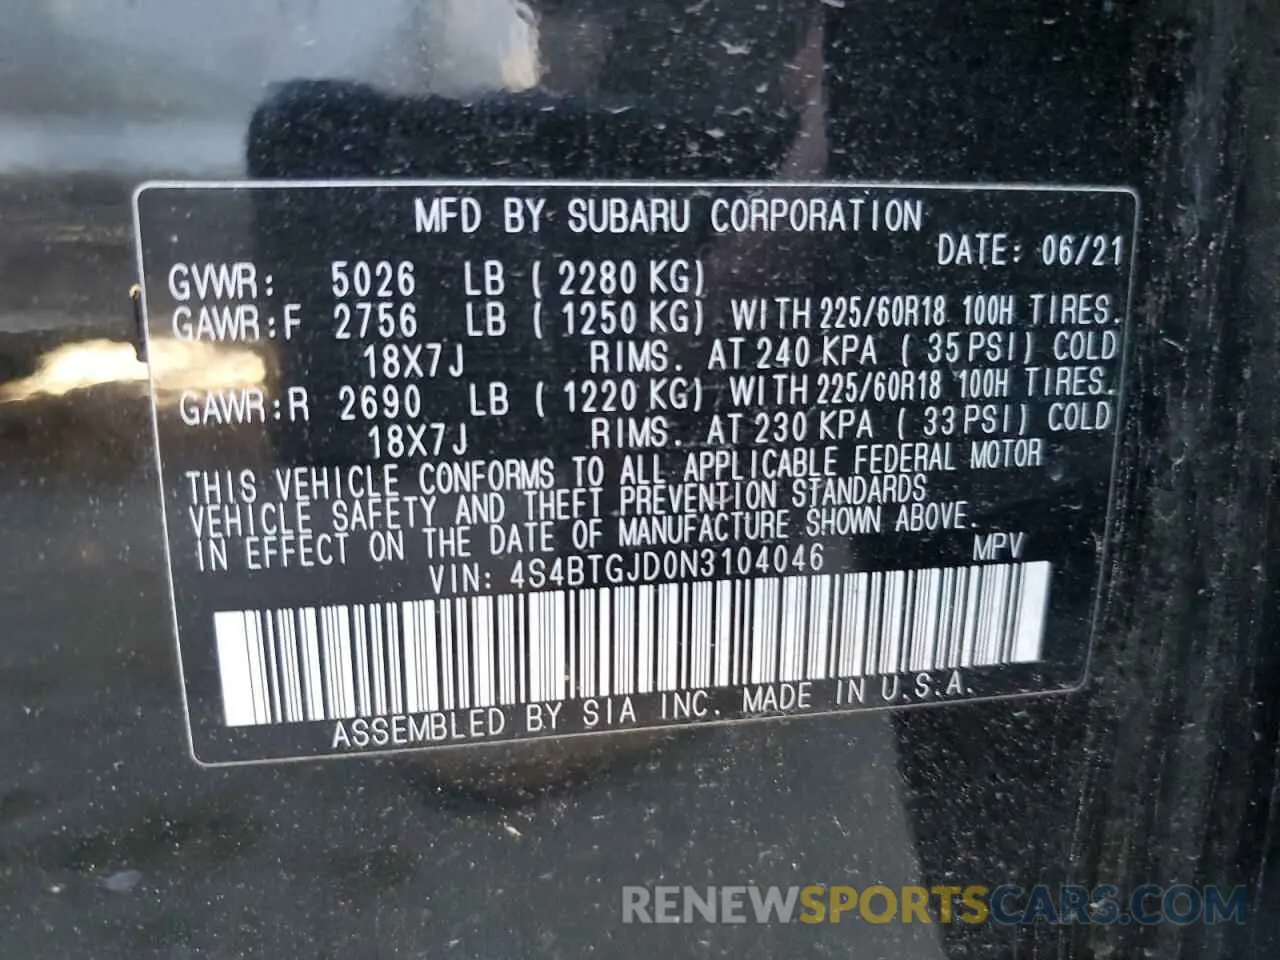 MFD BY SUBARU CORPORATION
DATE: 06/21
GVWR: 5026 LB ( 2280 KG)
GAWR:F 2756 LB ( 1250 KG) WITH 225/60R18 100H TIRES.
18X7J RIMS. AT 240 KPA ( 35 PSI) COLD
GAWR:R 2690 LB ( 1220 KG) WITH 225/60R18 100H TIRES.
18X7J RIMS. AT 230 KPA ( 33 PSI) COLD
THIS VEHICLE CONFORMS TO ALL APPLICABLE FEDERAL MOTOR
VEHICLE SAFETY AND THEFT PREVENTION STANDARDS
IN EFFECT ON THE DATE OF MANUFACTURE SHOWN ABOVE.
VIN: 4S4BTGJD0N3104046 MPV
ASSEMBLED BY SIA INC. MADE IN U.S.A.
RENEWSPORTSCARS.COM